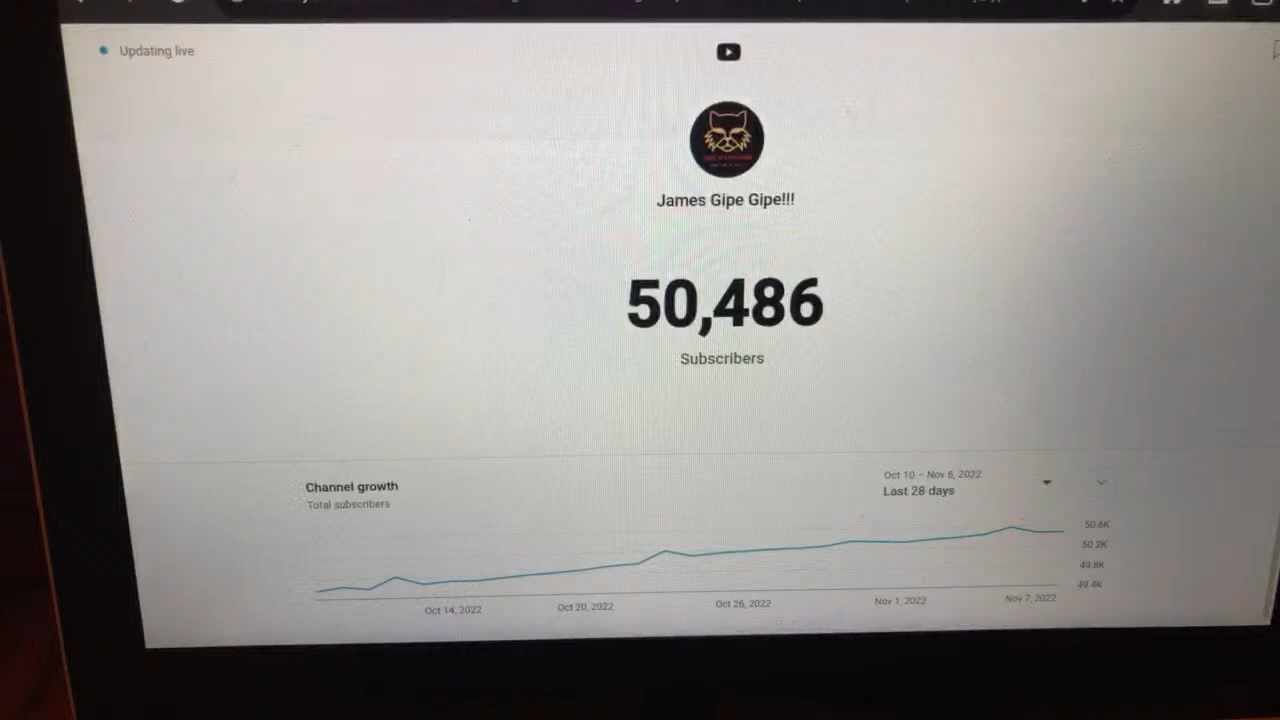 Updating live
James Gipe Gipe!!!
50,486
Subscribers
Channel growth
Total subscribers
Oct 10 – Nov 6, 2022
Last 28 days
50.6K
50.2K
49.8K
49.4K
Oct 14, 2022
Oct 20, 2022
Oct 26, 2022
Nov 1, 2022
Nov 7, 2022